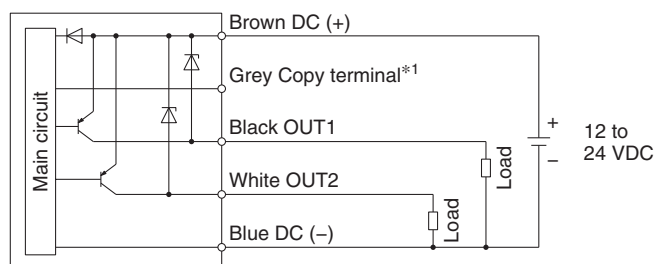 Brown DC (+)
Grey Copy terminal*1
Main circuit
Black OUT1
White OUT2
Blue DC (−)
Load
Load
+
−
12 to
24 VDC